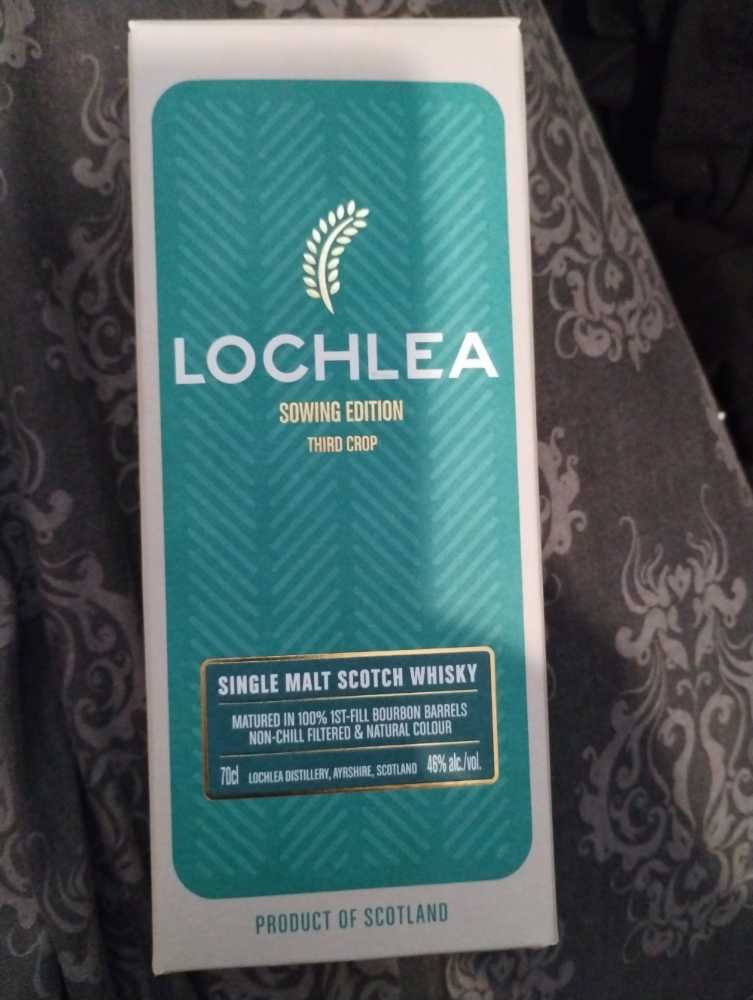 LOCHLEA
SOWING EDITION
THIRD CROP
SINGLE MALT SCOTCH WHISKY
MATURED IN 100% 1ST-FILL BOURBON BARRELS
NON-CHILL FILTERED & NATURAL COLOUR
70cl LOCHLEA DISTILLERY, AYRSHIRE, SCOTLAND 46% alc./vol.
PRODUCT OF SCOTLAND